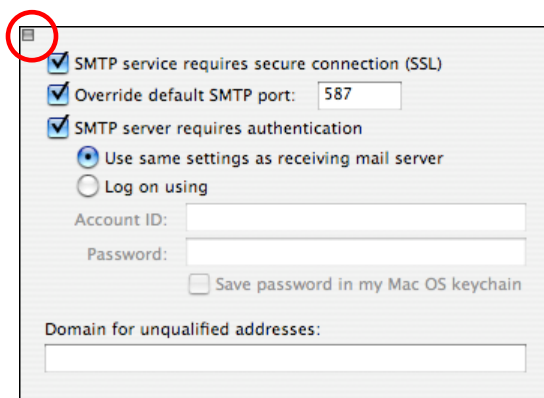 SMTP service requires secure connection (SSL)
Override default SMTP port: 587
SMTP server requires authentication
Use same settings as receiving mail server
Log on using
Account ID:
Password:
Save password in my Mac OS keychain
Domain for unqualified addresses: